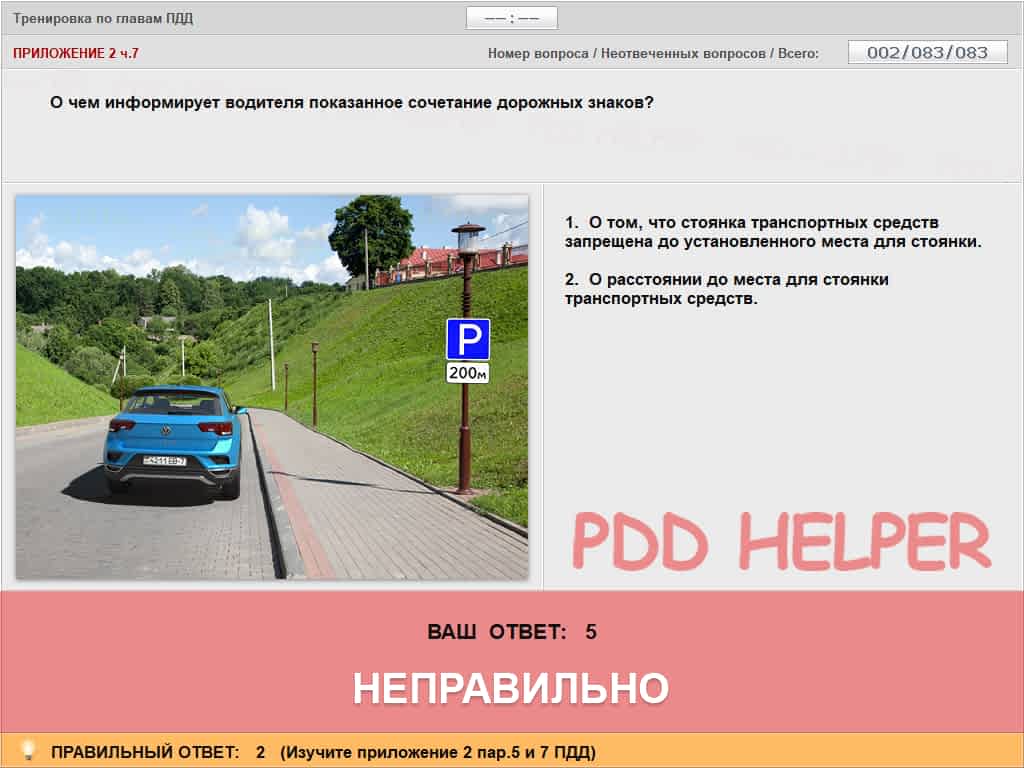 Тренировка по главам ПДД
––:––
ПРИЛОЖЕНИЕ 2 ч.7
Номер вопроса / Неотвеченных вопросов / Всего:
002/083/083
О чем информирует водителя показанное сочетание дорожных знаков?
P
200м
4211 EB-7
1. О том, что стоянка транспортных средств
запрещена до установленного места для стоянки.
2. О расстоянии до места для стоянки
транспортных средств.
PDD HELPER
ВАШ ОТВЕТ: 5
НЕПРАВИЛЬНО
ПРАВИЛЬНЫЙ ОТВЕТ: 2 (Изучите приложение 2 пар.5 и 7 ПДД)